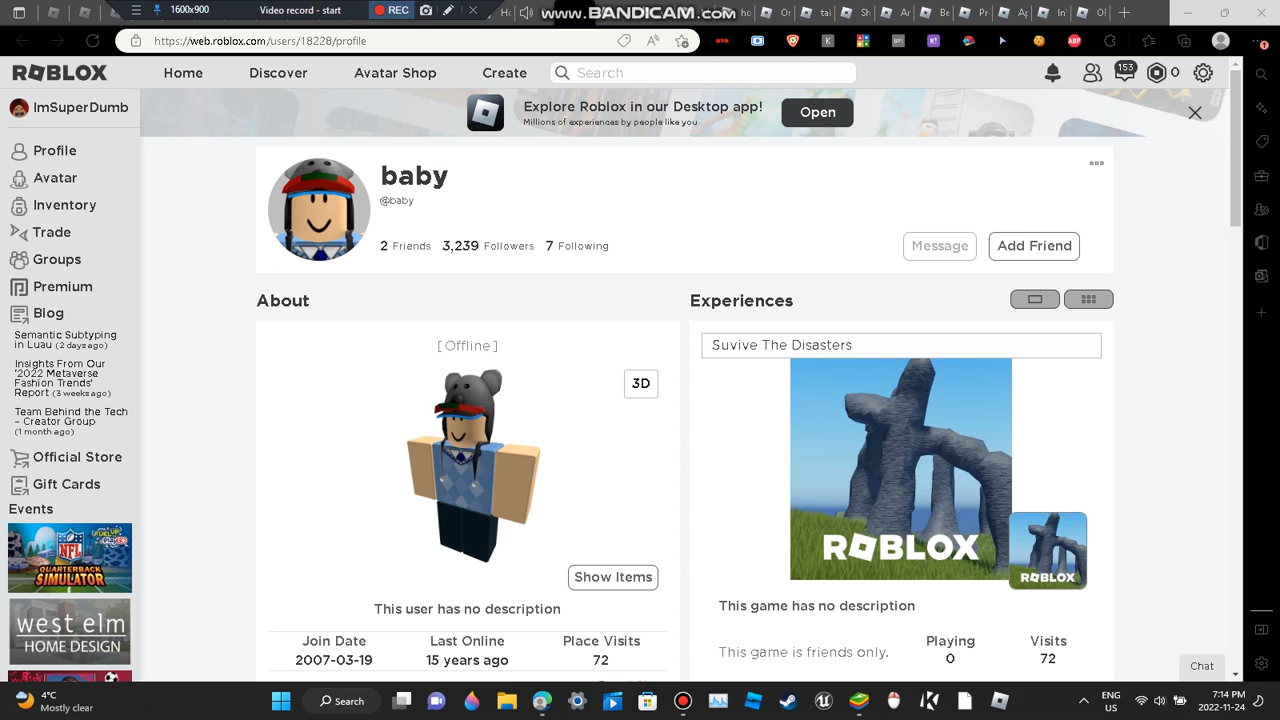 1600x900
Video record - start
REC
www.BANDICAM.com
https://web.roblox.com/users/18228/profile
ROBLOX
Home
Discover
Avatar Shop
Create
Search
153
0
ImSuperDumb
Explore Roblox in our Desktop app!
Millions of experiences by people like you
Open
Profile
Avatar
Inventory
Trade
Groups
Premium
Blog
Semantic Subtyping
in Luau (2 days ago)
Insights From Our
'2022 Metaverse
Fashion Trends'
Report (3 weeks ago)
Team Behind the Tech
– Creator Group
(1 month ago)
Official Store
Gift Cards
Events
NFL
QUARTERBACK
SIMULATOR
west elm
HOME DESIGN
baby
@baby
2 Friends 3,239 Followers 7 Following
Message
Add Friend
About
[ Offline ]
3D
Show Items
This user has no description
Join Date Last Online Place Visits
2007-03-19 15 years ago 72
Experiences
Suvive The Disasters
ROBLOX
ROBLOX
This game has no description
This game is friends only.
Playing Visits
0 72
Chat
4°C
Mostly clear
Search
ENG
US
7:14 PM
2022-11-24